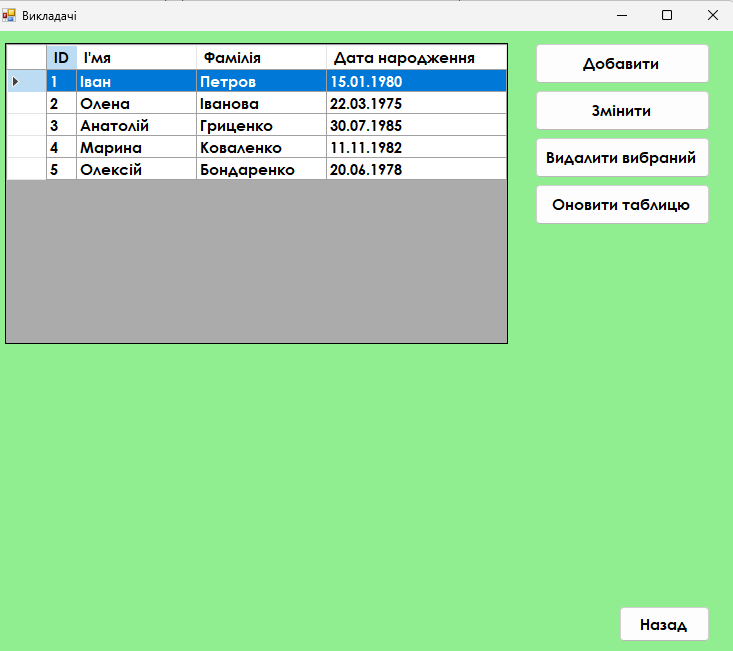 Викладачі
ID І'мя Фамілія Дата народження
1 Іван Петров 15.01.1980
2 Олена Іванова 22.03.1975
3 Анатолій Гриценко 30.07.1985
4 Марина Коваленко 11.11.1982
5 Олексій Бондаренко 20.06.1978
Добавити
Змінити
Видалити вибраний
Оновити таблицю
Назад